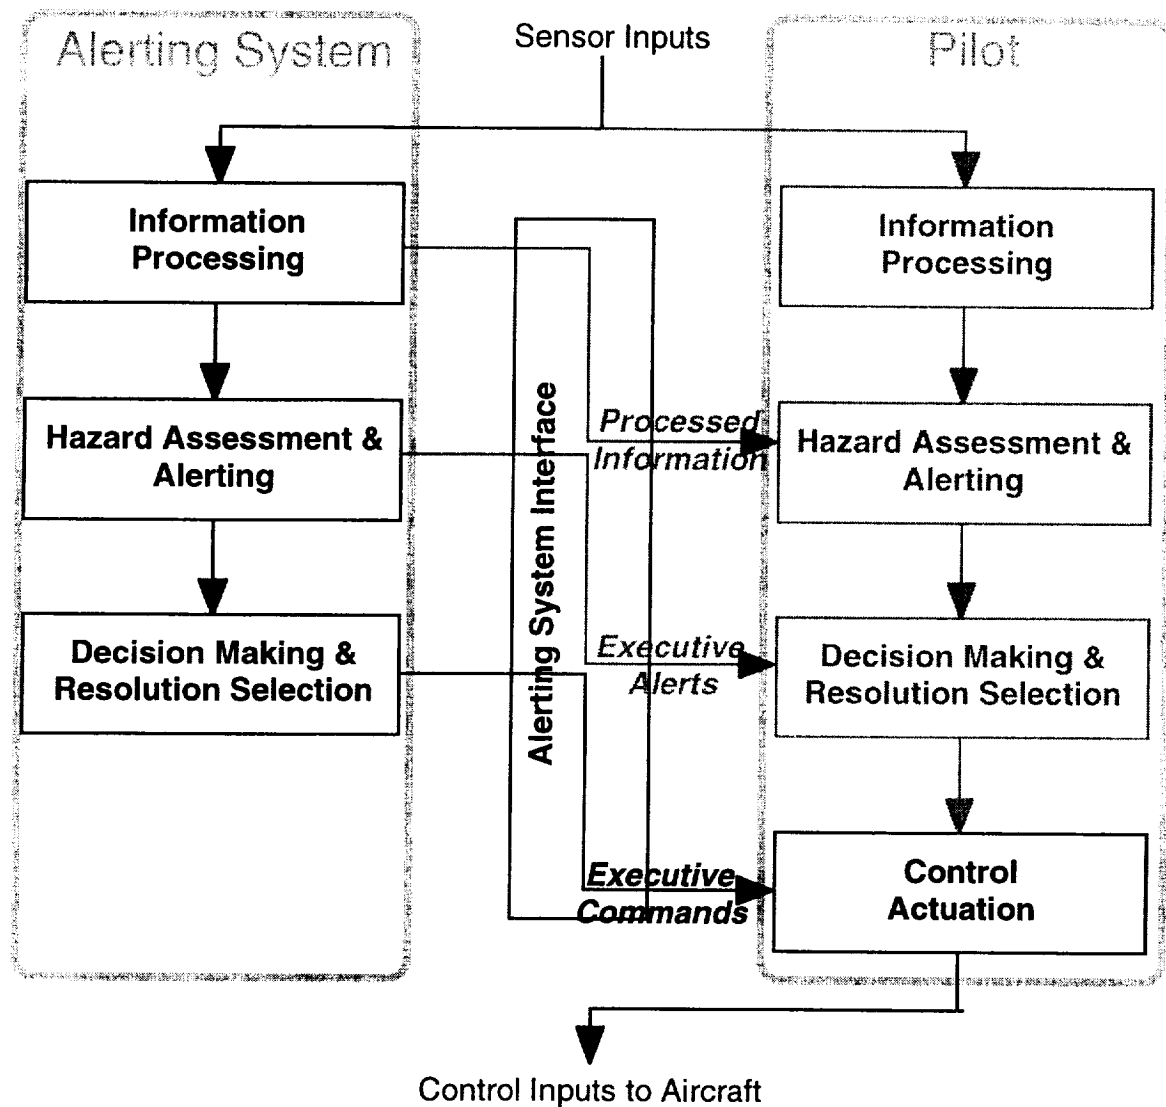 Sensor Inputs
Alerting System
Pilot
Information
Processing
Information
Processing
Hazard Assessment &
Alerting
Alerting System Interface
Processed
Information
Hazard Assessment &
Alerting
Decision Making &
Resolution Selection
Executive
Alerts
Decision Making &
Resolution Selection
Executive
Commands
Control
Actuation
Control Inputs to Aircraft